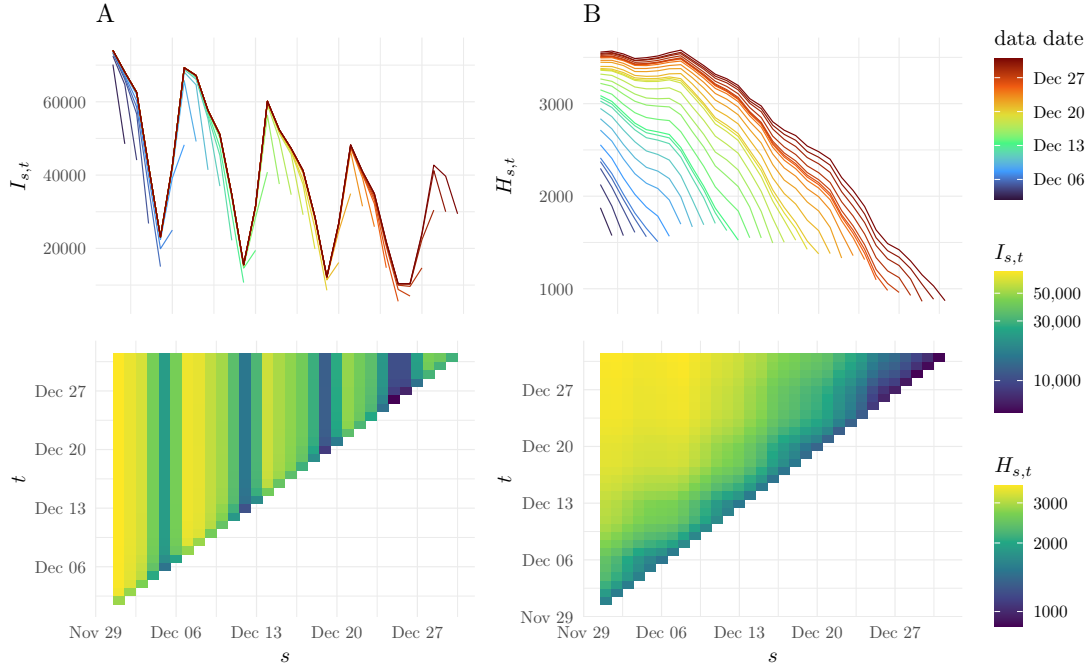 A
B
I_{s,t}
60000
40000
20000
H_{s,t}
3000
2000
1000
data date
Dec 27
Dec 20
Dec 13
Dec 06
I_{s,t}
50,000
30,000
10,000
H_{s,t}
3000
2000
1000
t
Dec 27
Dec 20
Dec 13
Dec 06
Nov 29
Dec 06
Dec 13
Dec 20
Dec 27
s
t
Dec 27
Dec 20
Dec 13
Dec 06
Nov 29
Nov 29
Dec 06
Dec 13
Dec 20
Dec 27
s